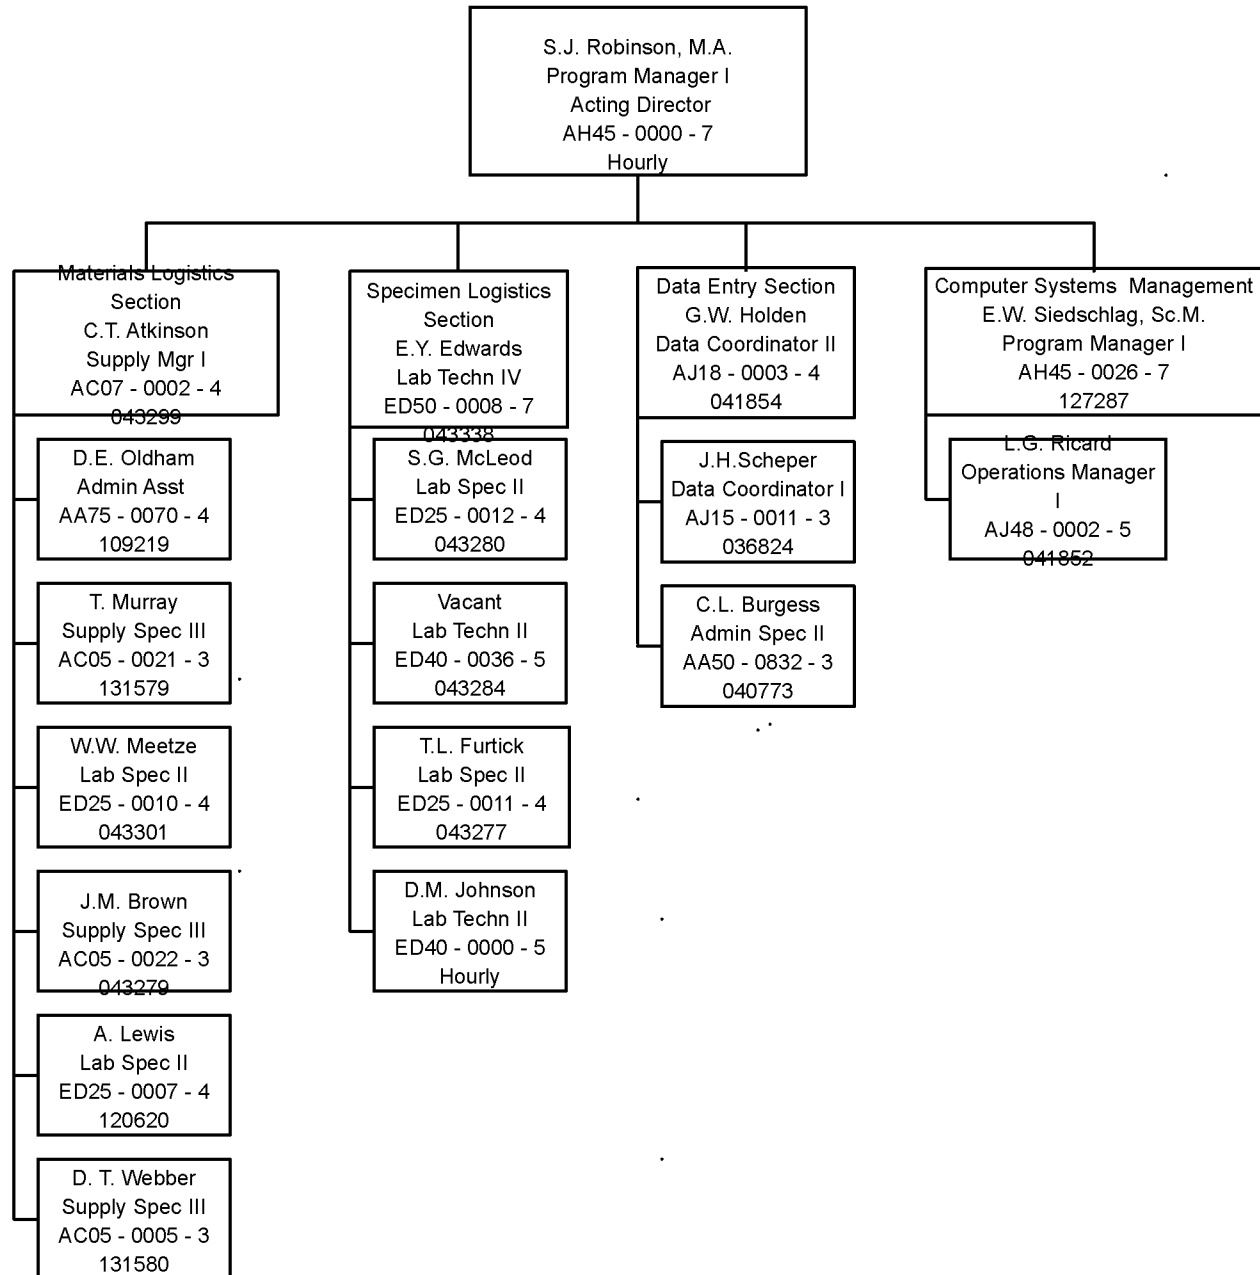 S.J. Robinson, M.A.
Program Manager I
Acting Director
AH45 - 0000 - 7
Hourly
Materials Logistics
Section
C.T. Atkinson
Supply Mgr I
AC07 - 0002 - 4
043299
D.E. Oldham
Admin Asst
AA75 - 0070 - 4
109219
T. Murray
Supply Spec III
AC05 - 0021 - 3
131579
W.W. Meetze
Lab Spec II
ED25 - 0010 - 4
043301
J.M. Brown
Supply Spec III
AC05 - 0022 - 3
043279
A. Lewis
Lab Spec II
ED25 - 0007 - 4
120620
D. T. Webber
Supply Spec III
AC05 - 0005 - 3
131580
Specimen Logistics
Section
E.Y. Edwards
Lab Techn IV
ED50 - 0008 - 7
043338
S.G. McLeod
Lab Spec II
ED25 - 0012 - 4
043280
Vacant
Lab Techn II
ED40 - 0036 - 5
043284
T.L. Furtick
Lab Spec II
ED25 - 0011 - 4
043277
D.M. Johnson
Lab Techn II
ED40 - 0000 - 5
Hourly
Data Entry Section
G.W. Holden
Data Coordinator II
AJ18 - 0003 - 4
041854
J.H.Scheper
Data Coordinator I
AJ15 - 0011 - 3
036824
C.L. Burgess
Admin Spec II
AA50 - 0832 - 3
040773
Computer Systems  Management
E.W. Siedschlag, Sc.M.
Program Manager I
AH45 - 0026 - 7
127287
L.G. Ricard
Operations Manager
I
AJ48 - 0002 - 5
041852